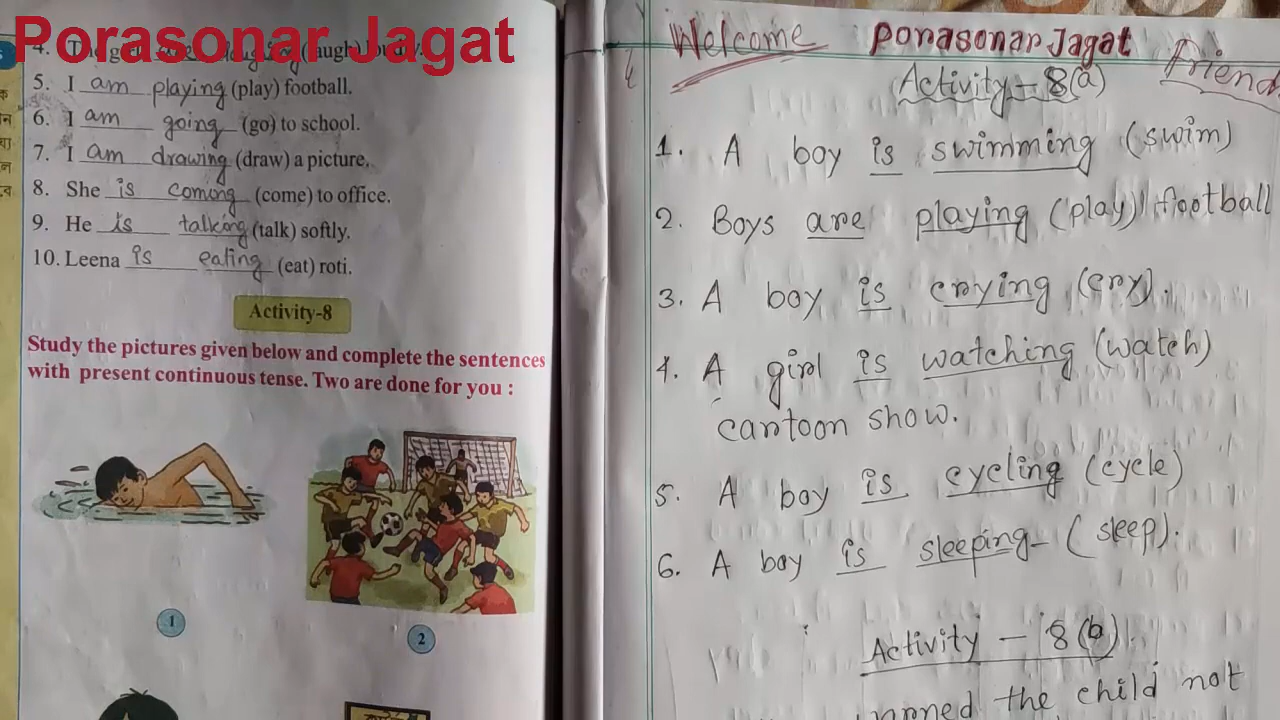 Porasonar Jagat
4. The (laugh)
5. I am playing (play) football.
6. I am going (go) to school.
7. I am drawing (draw) a picture.
8. She is coming (come) to office.
9. He is talking (talk) softly.
10. Leena is eating (eat) roti.
Activity-8
Study the pictures given below and complete the sentences
with present continuous tense. Two are done for you :
1
2
Welcome Porasonar Jagat Friend
Activity - 8(a)
1. A boy is swimming (swim)
2. Boys are playing (play) football
3. A boy is crying (cry).
4. A girl is watching (watch)
cartoon show.
5. A boy is cycling (cycle)
6. A boy is sleeping (sleep).
Activity - 8(b)
the child not